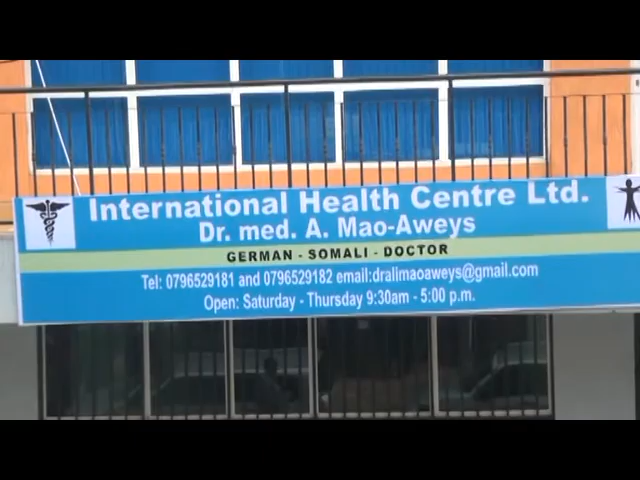 International Health Centre Ltd.
Dr. med. A. Mao-Aweys
GERMAN - SOMALI - DOCTOR
Tel: 0796529181 and 0796529182 email:dralimaoaweys@gmail.com
Open: Saturday - Thursday 9:30am - 5:00 p.m.